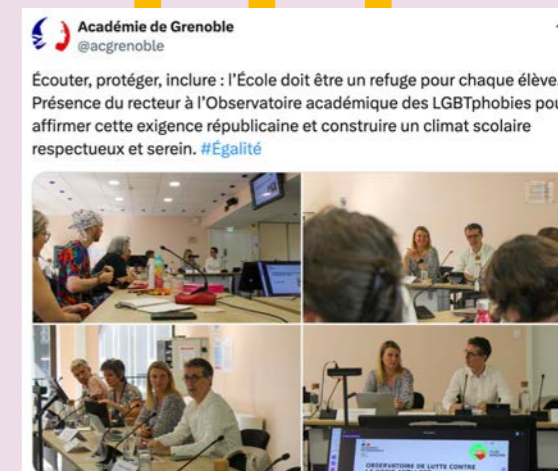 Académie de Grenoble
@acgrenoble
Écouter, protéger, inclure : l'École doit être un refuge pour chaque élève.
Présence du recteur à l'Observatoire académique des LGBTphobies
affirmer cette exigence républicaine et construire un climat scolaire
respectueux et serein. #Égalité
OBSERVATOIRE DE LUTTE CONTRE